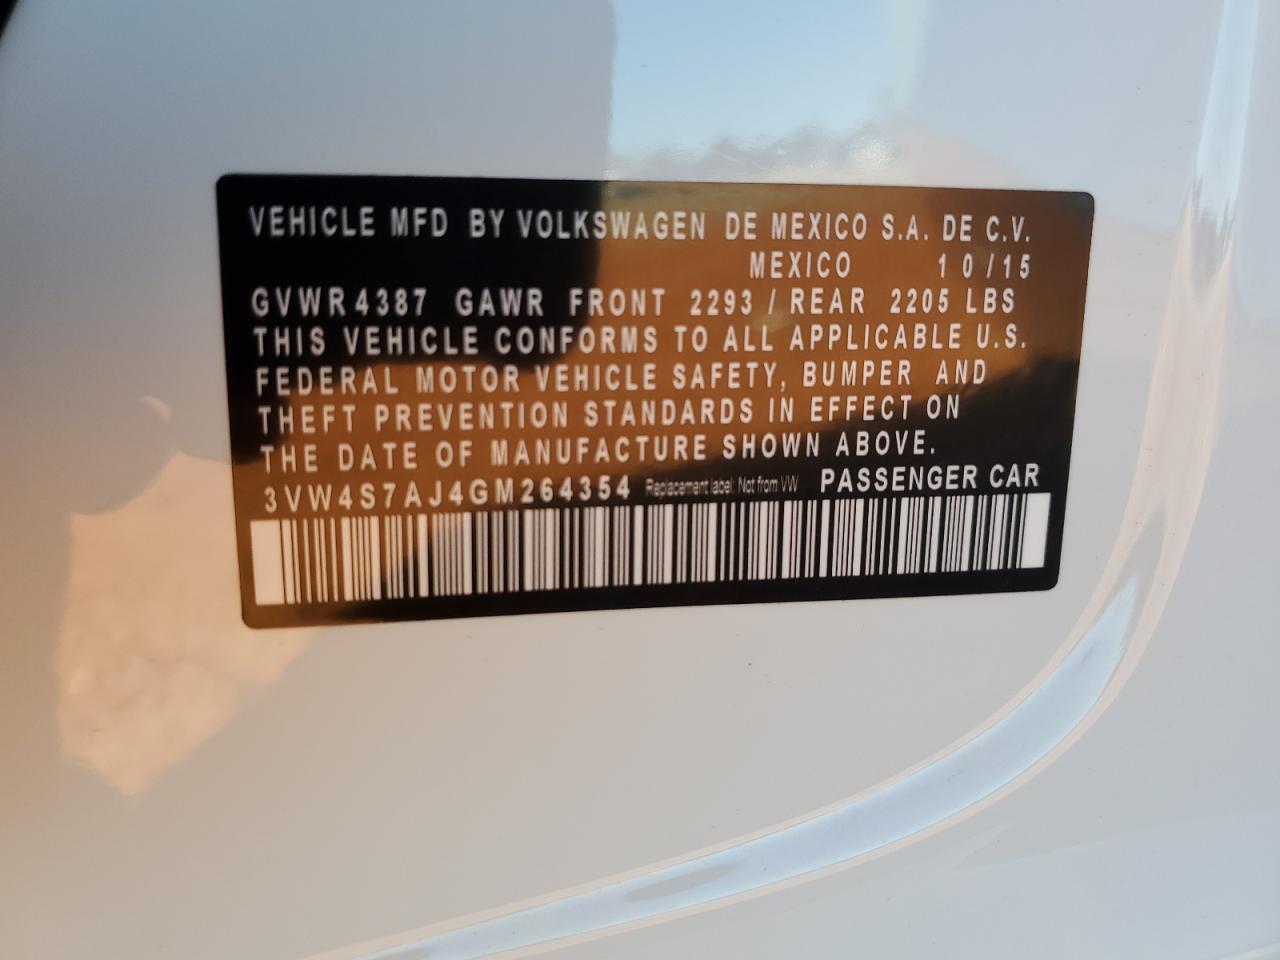 VEHICLE MFD BY VOLKSWAGEN DE MEXICO S.A. DE C.V.
MEXICO 10/15
GVWR 4387 GAWR FRONT 2293 / REAR 2205 LBS
THIS VEHICLE CONFORMS TO ALL APPLICABLE U.S.
FEDERAL MOTOR VEHICLE SAFETY, BUMPER AND
THEFT PREVENTION STANDARDS IN EFFECT ON
THE DATE OF MANUFACTURE SHOWN ABOVE.
3VW4S7AJ4GM264354 Replacement label: Not from VW PASSENGER CAR